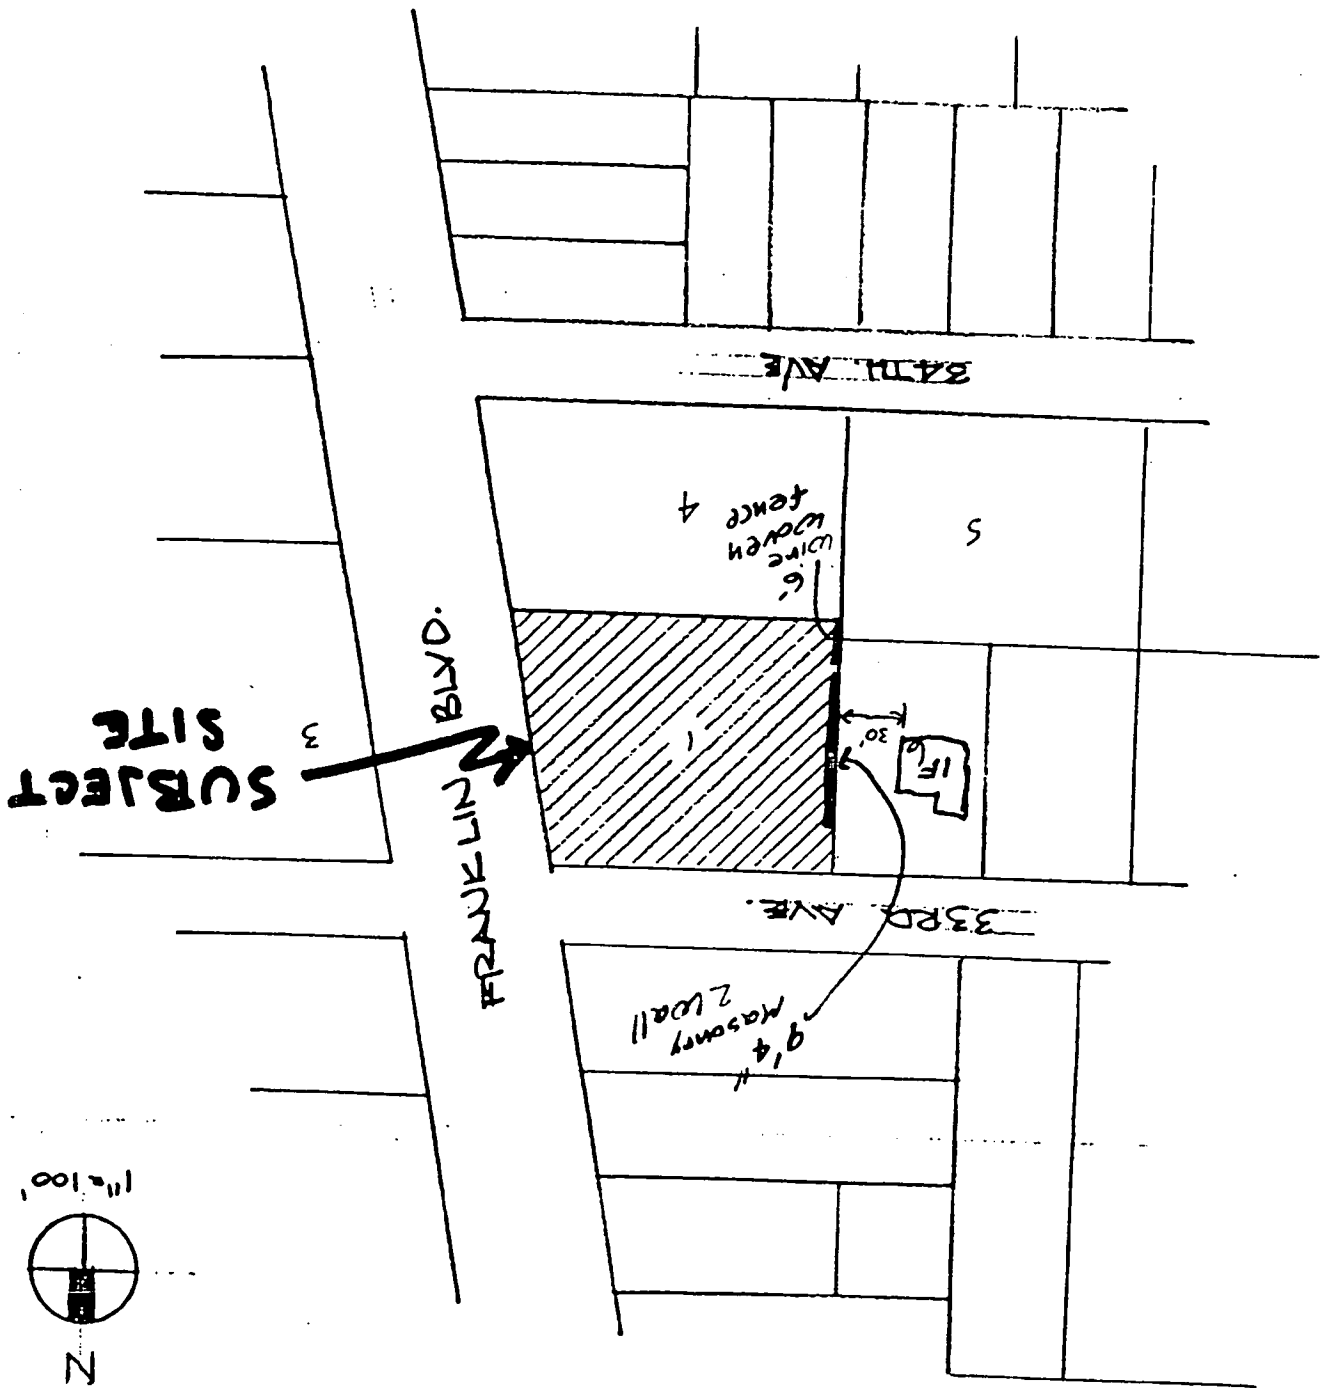 N
1"=100'
9'4"
Masonry
Wall
2
33RD AVE.
FRANKLIN BLVD.
1F
30'
1
3
SUBJECT
SITE
6'
wire
woven
fence
4
5
34TH. AVE